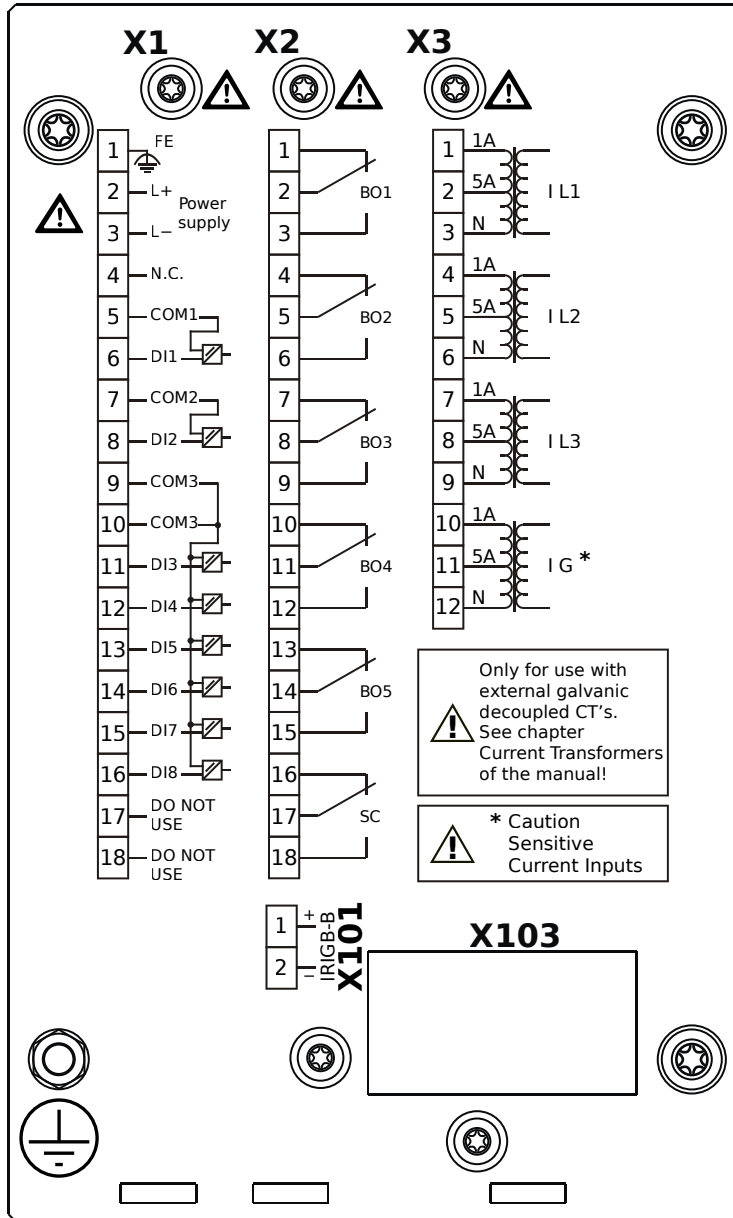 X1
X2
X3
1 FE
2 L+
Power
supply
3 L−
4 N.C.
5 COM1
6 DI1
7 COM2
8 DI2
9 COM3
10 COM3
11 DI3
12 DI4
13 DI5
14 DI6
15 DI7
16 DI8
17 DO NOT
USE
18 DO NOT
USE
1
2 BO1
3
4
5 BO2
6
7
8 BO3
9
10
11 BO4
12
13
14 BO5
15
16
17 SC
18
1 1A
2 5A I L1
3 N
4 1A
5 5A I L2
6 N
7 1A
8 5A I L3
9 N
10 1A
11 5A I G *
12 N
!
!
!
!
! Only for use with
external galvanic
decoupled CT's.
See chapter
Current Transformers
of the manual!
! * Caution
Sensitive
Current Inputs
1 +
2 −
IRIGB-B
X101
X103